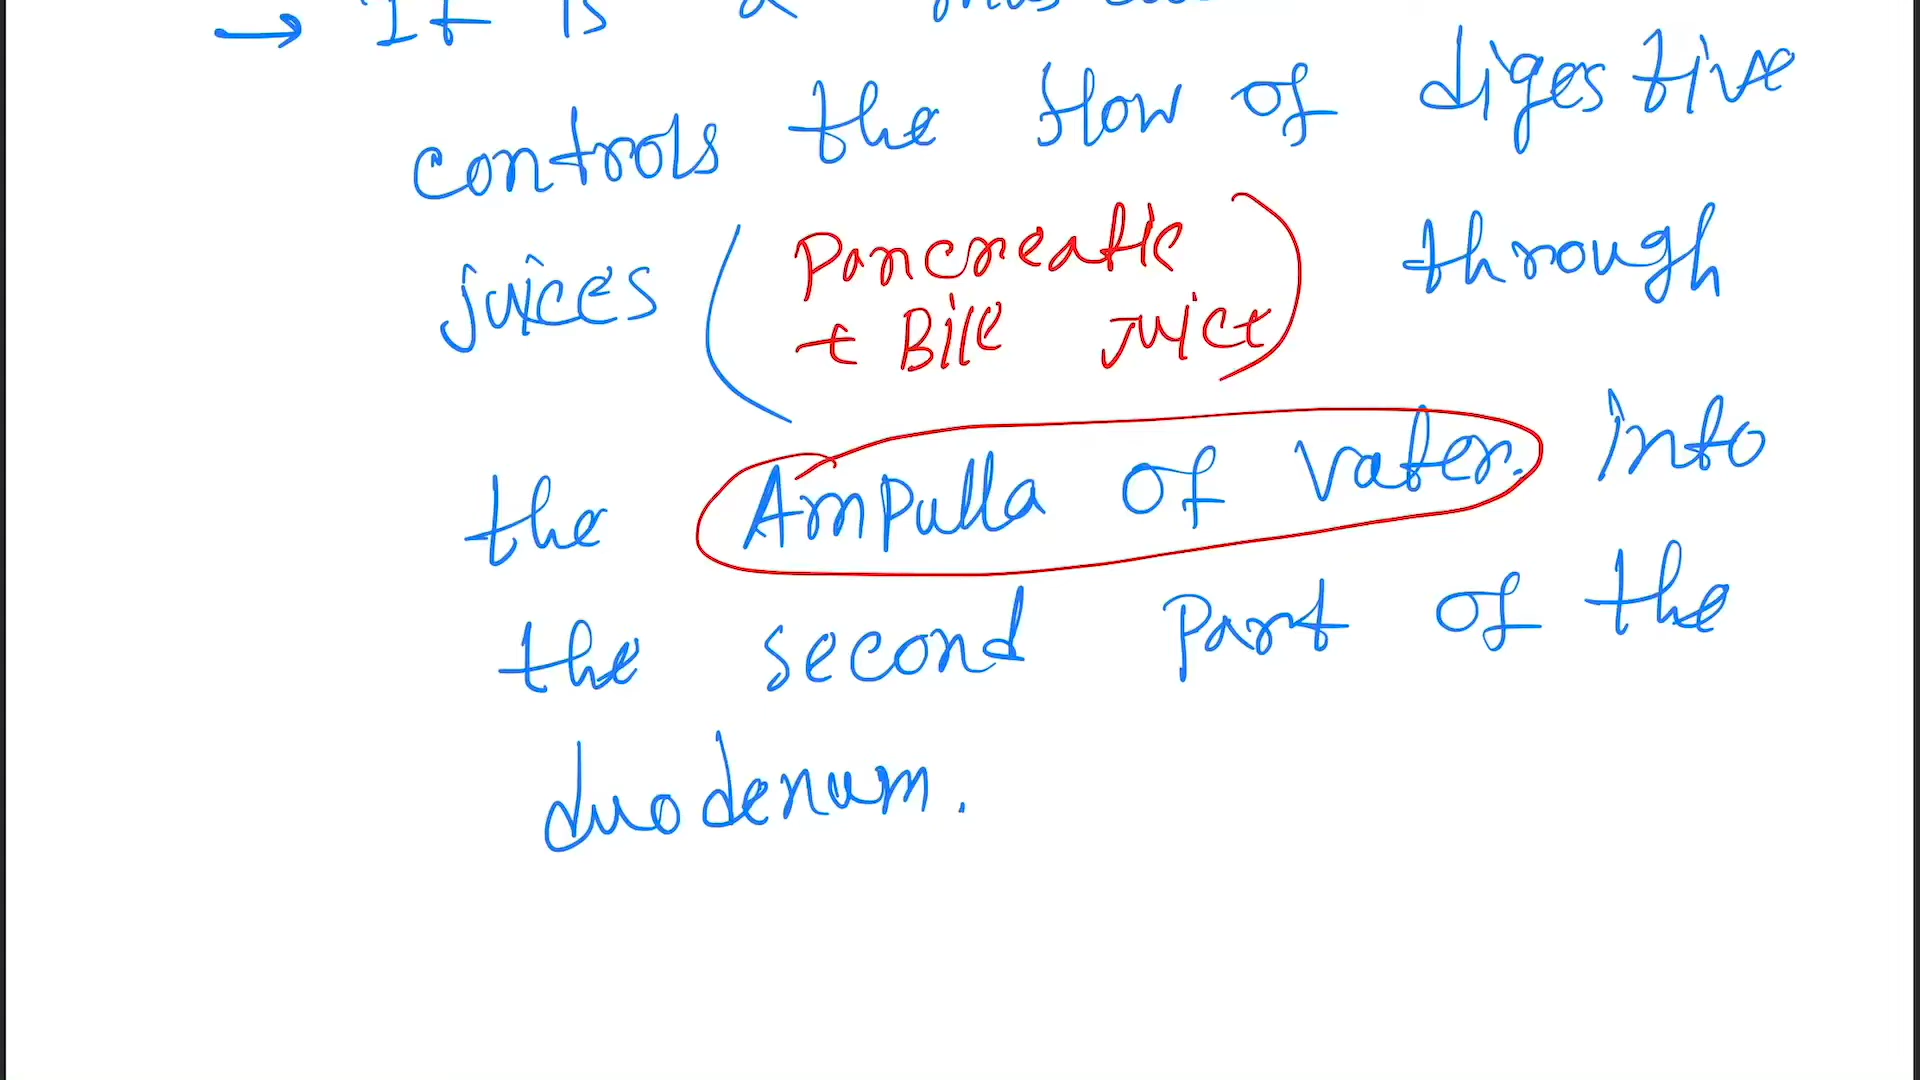 → It is a
controls the flow of digestive
juices ( Pancreatic through
+ Bile Juice )
the Ampulla of vater. into
the second part of the
duodenum.